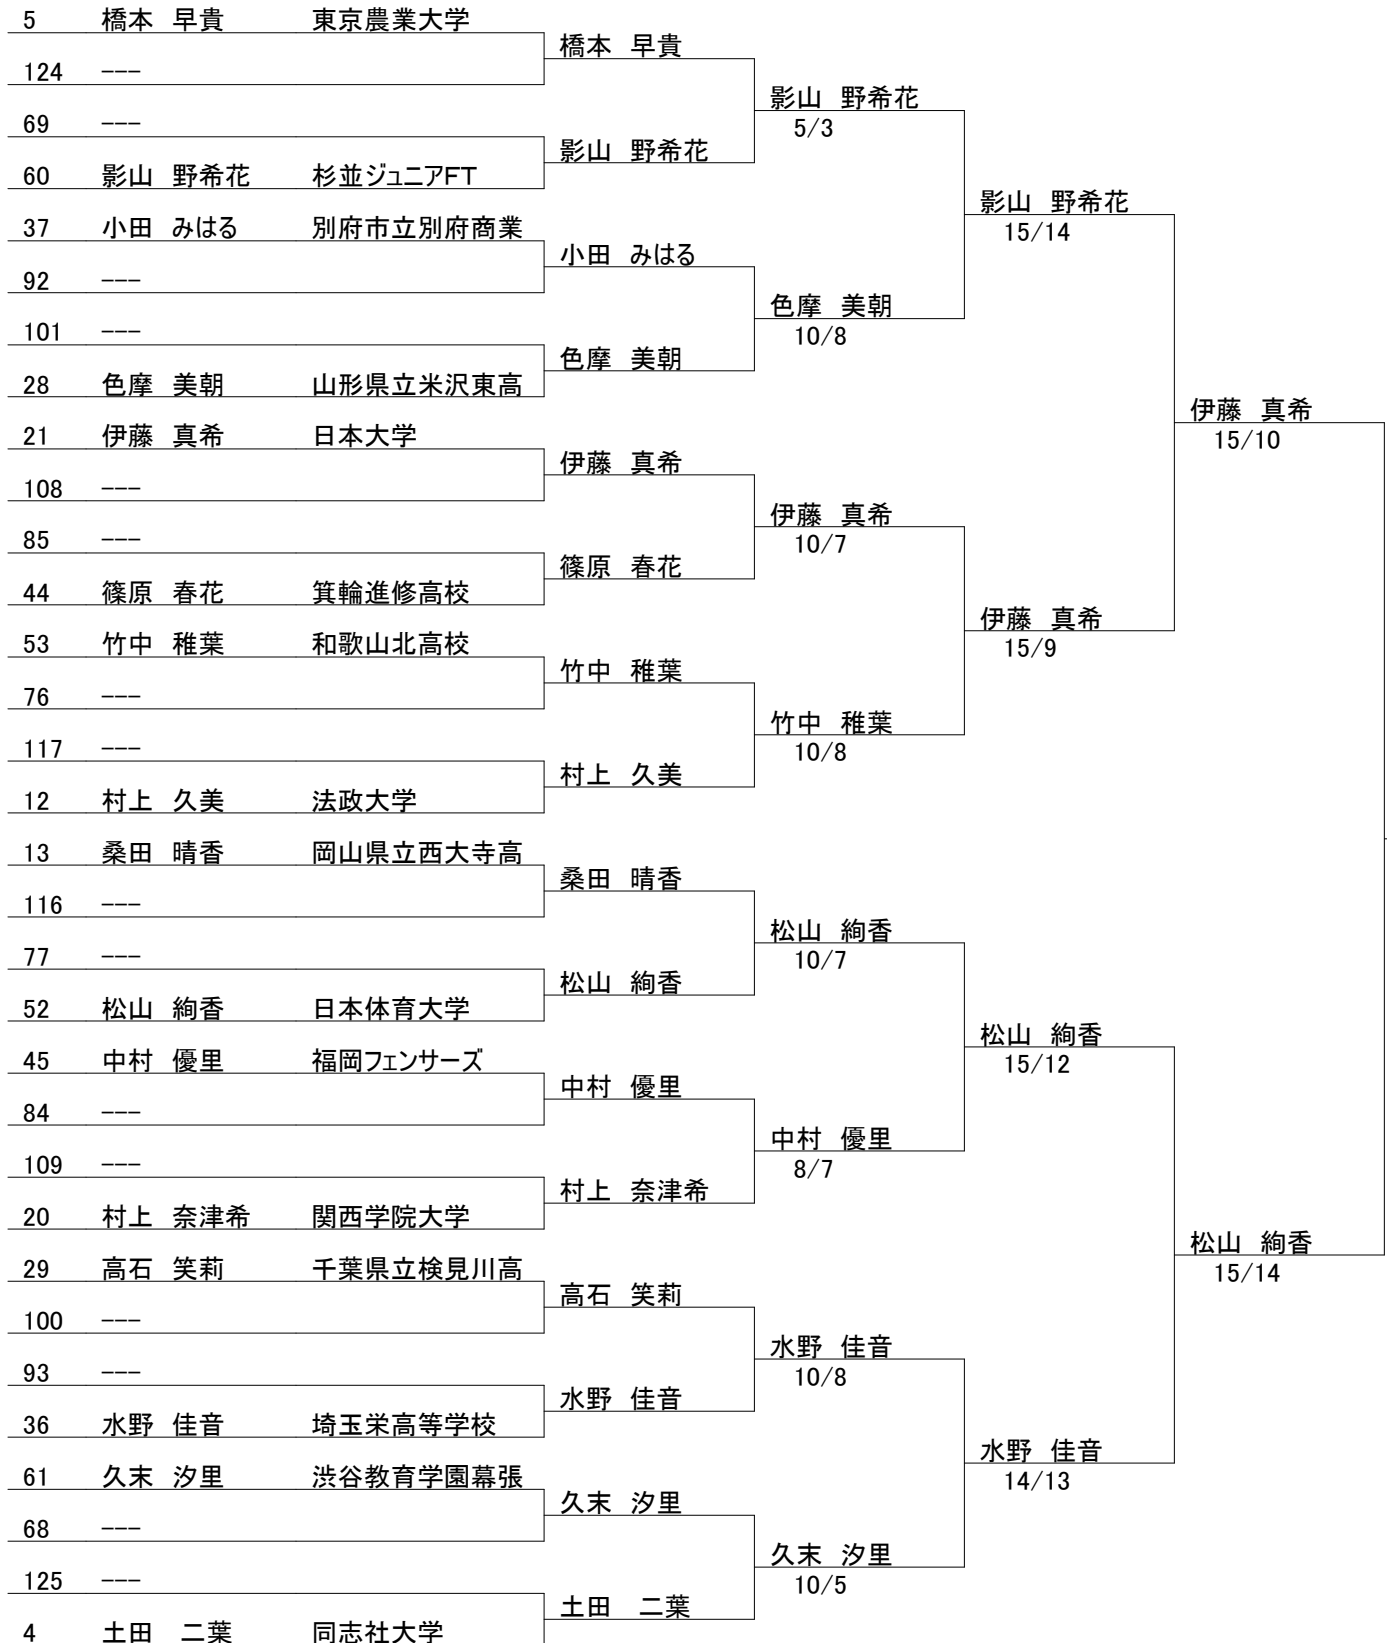 5 橋本 早貴 東京農業大学
橋本 早貴
124 ---
影山 野希花
5/3
69 ---
影山 野希花
60 影山 野希花 杉並ジュニアFT
影山 野希花
15/14
37 小田 みはる 別府市立別府商業
小田 みはる
92 ---
色摩 美朝
10/8
101 ---
色摩 美朝
28 色摩 美朝 山形県立米沢東高
伊藤 真希
15/10
21 伊藤 真希 日本大学
伊藤 真希
108 ---
伊藤 真希
10/7
85 ---
篠原 春花
44 篠原 春花 箕輪進修高校
伊藤 真希
15/9
53 竹中 稚葉 和歌山北高校
竹中 稚葉
76 ---
竹中 稚葉
10/8
117 ---
村上 久美
12 村上 久美 法政大学
13 桑田 晴香 岡山県立西大寺高
桑田 晴香
116 ---
松山 絢香
10/7
77 ---
松山 絢香
52 松山 絢香 日本体育大学
松山 絢香
15/12
45 中村 優里 福岡フェンサーズ
中村 優里
84 ---
中村 優里
8/7
109 ---
村上 奈津希
20 村上 奈津希 関西学院大学
松山 絢香
15/14
29 高石 笑莉 千葉県立検見川高
高石 笑莉
100 ---
水野 佳音
10/8
93 ---
水野 佳音
36 水野 佳音 埼玉栄高等学校
水野 佳音
14/13
61 久末 汐里 渋谷教育学園幕張
久末 汐里
68 ---
久末 汐里
10/5
125 ---
土田 二葉
4 土田 二葉 同志社大学